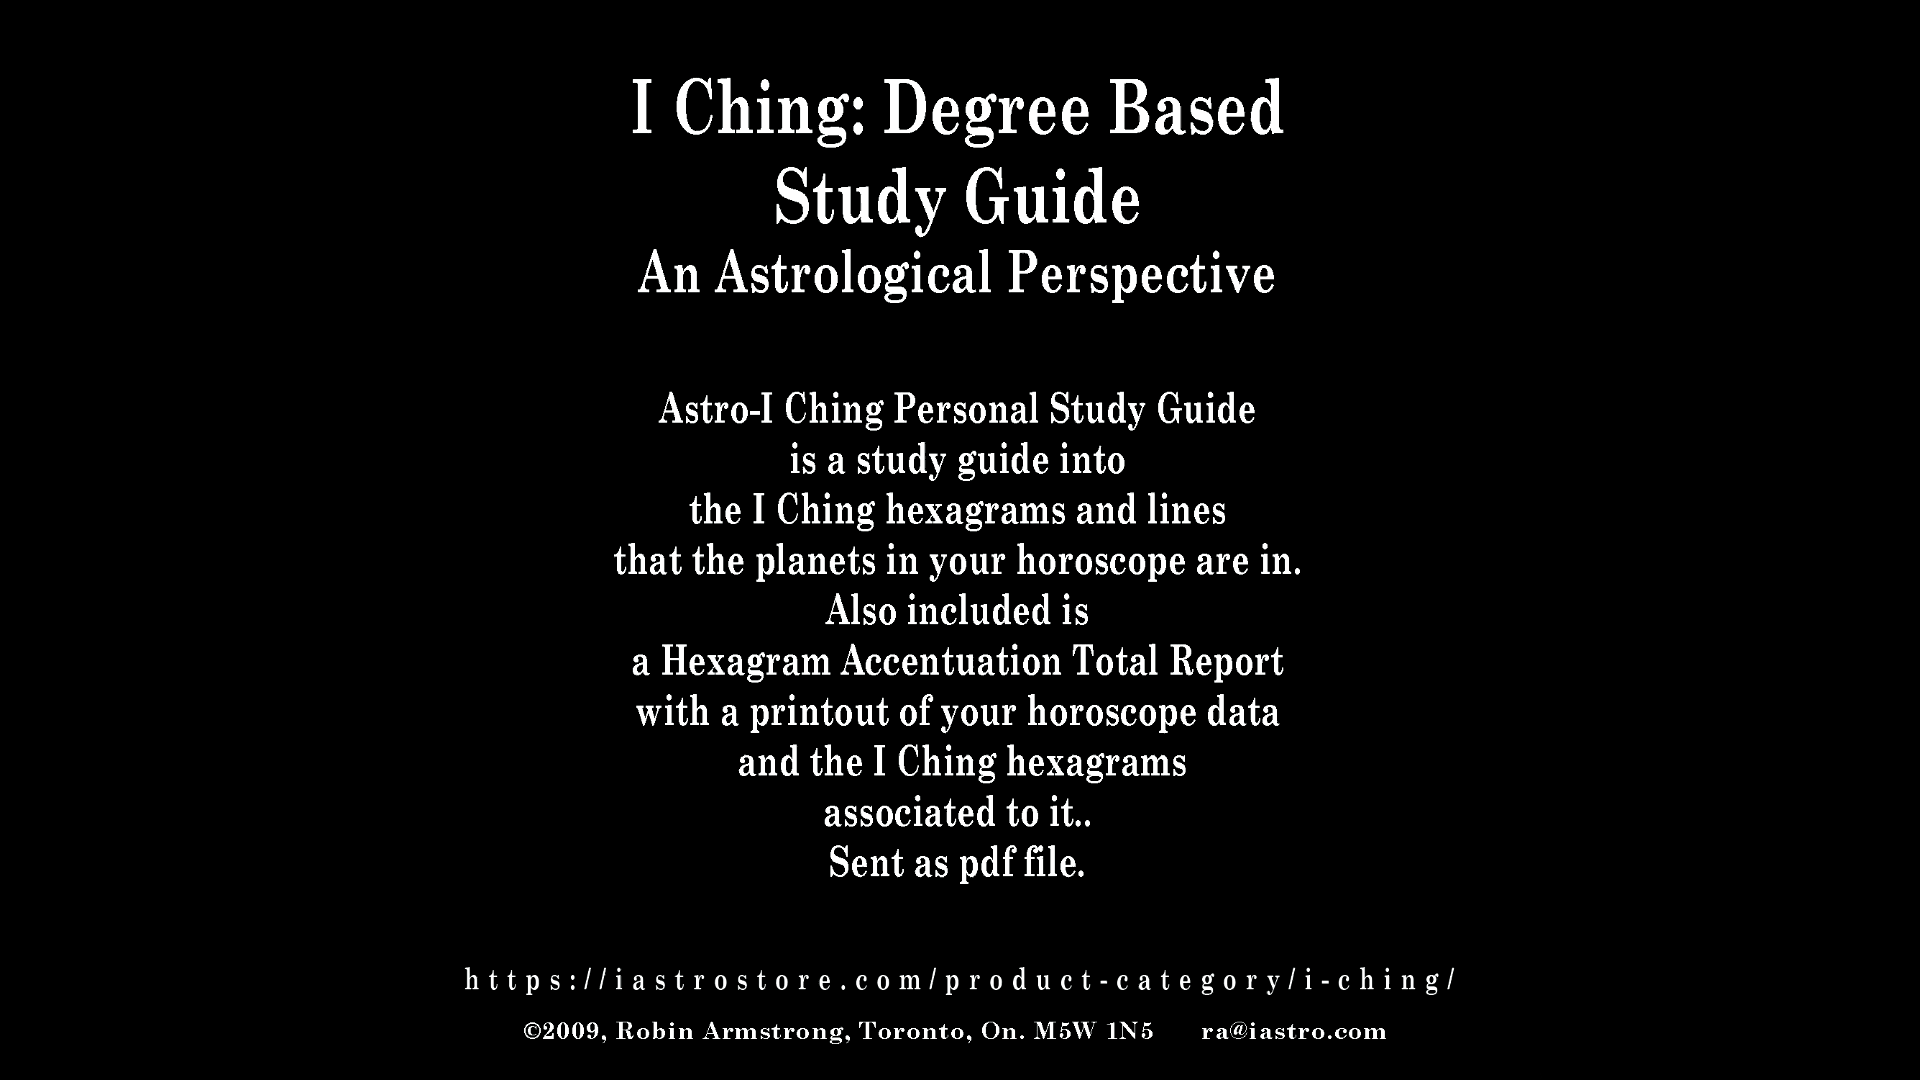 I Ching: Degree Based
Study Guide
An Astrological Perspective
Astro-I Ching Personal Study Guide
is a study guide into
the I Ching hexagrams and lines
that the planets in your horoscope are in.
Also included is
a Hexagram Accentuation Total Report
with a printout of your horoscope data
and the I Ching hexagrams
associated to it..
Sent as pdf file.
https://iastrostore.com/product-category/i-ching/
©2009, Robin Armstrong, Toronto, On. M5W 1N5 ra@iastro.com